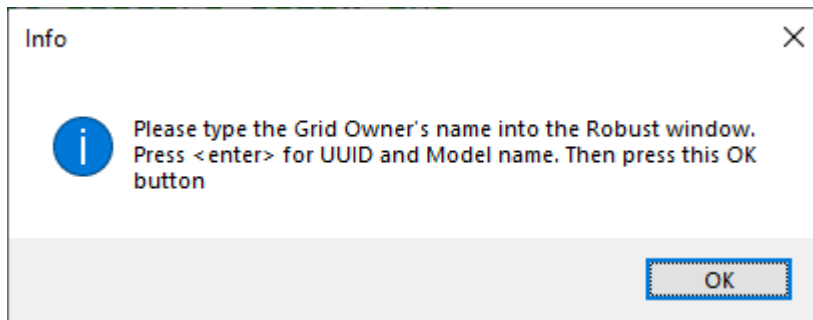 Info
Please type the Grid Owner's name into the Robust window.
Press <enter> for UUID and Model name. Then press this OK
button
OK